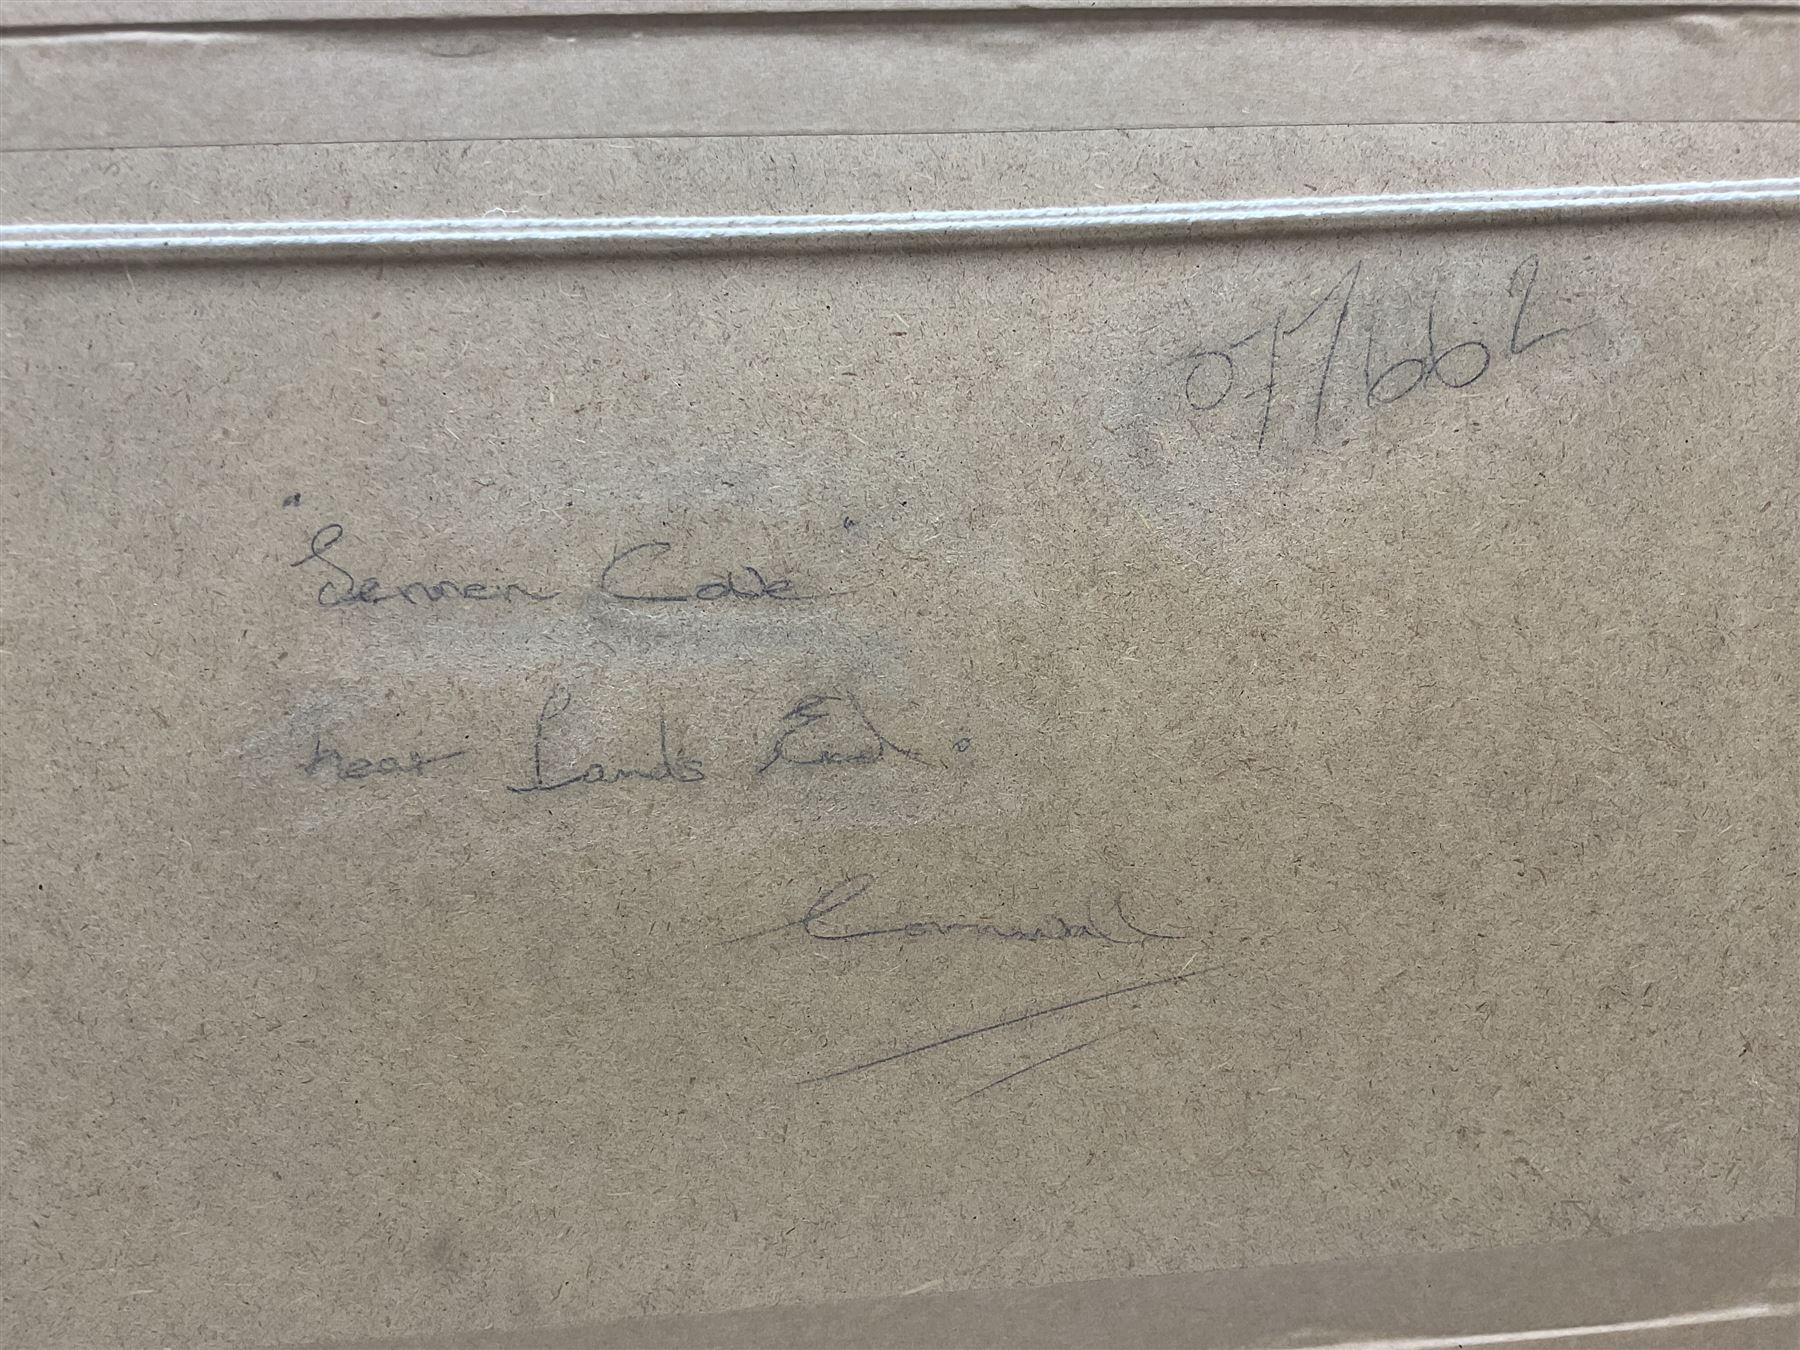 07/662
"Sennen Cove"
near Lands End.
Cornwall